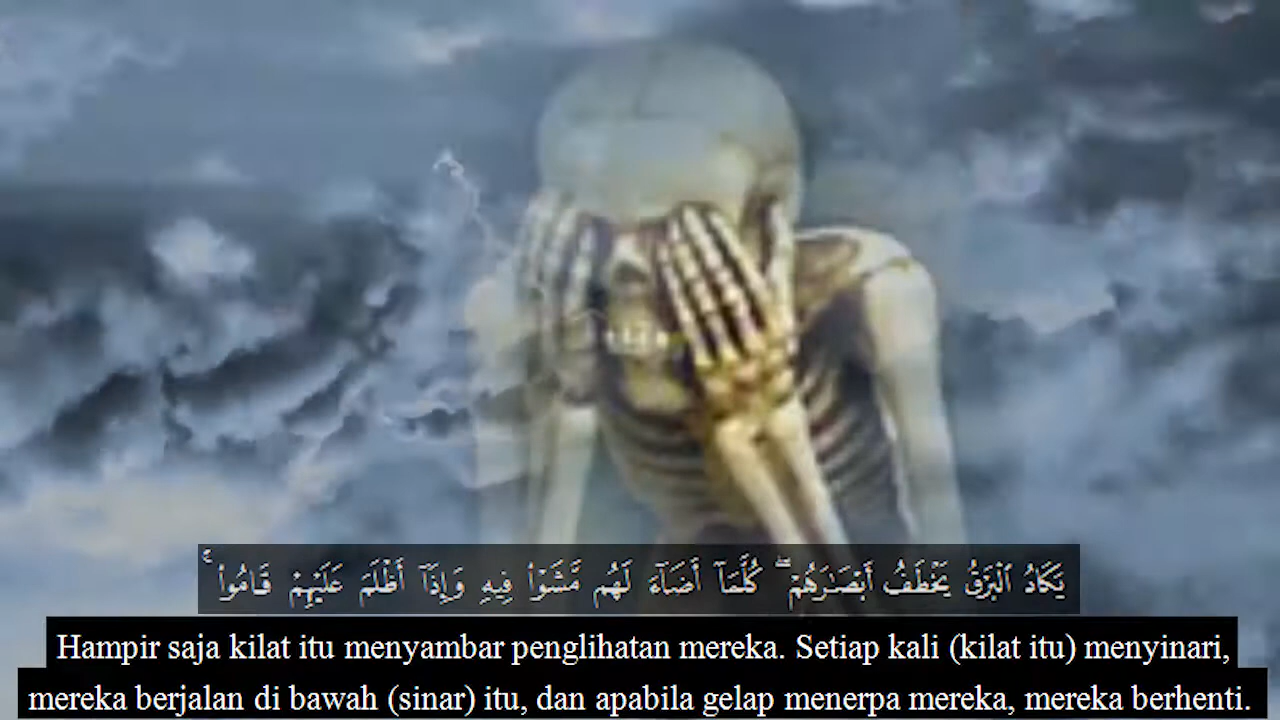 يَكَادُ الْبَرْقُ يَخْطَفُ أَبْصَـٰرَهُمْ ۖ كُلَّمَآ أَضَآءَ لَهُم مَّشَوْا۟ فِيهِ وَإِذَآ أَظْلَمَ عَلَيْهِمْ قَامُوا۟ ۚ
Hampir saja kilat itu menyambar penglihatan mereka. Setiap kali (kilat itu) menyinari,
mereka berjalan di bawah (sinar) itu, dan apabila gelap menerpa mereka, mereka berhenti.